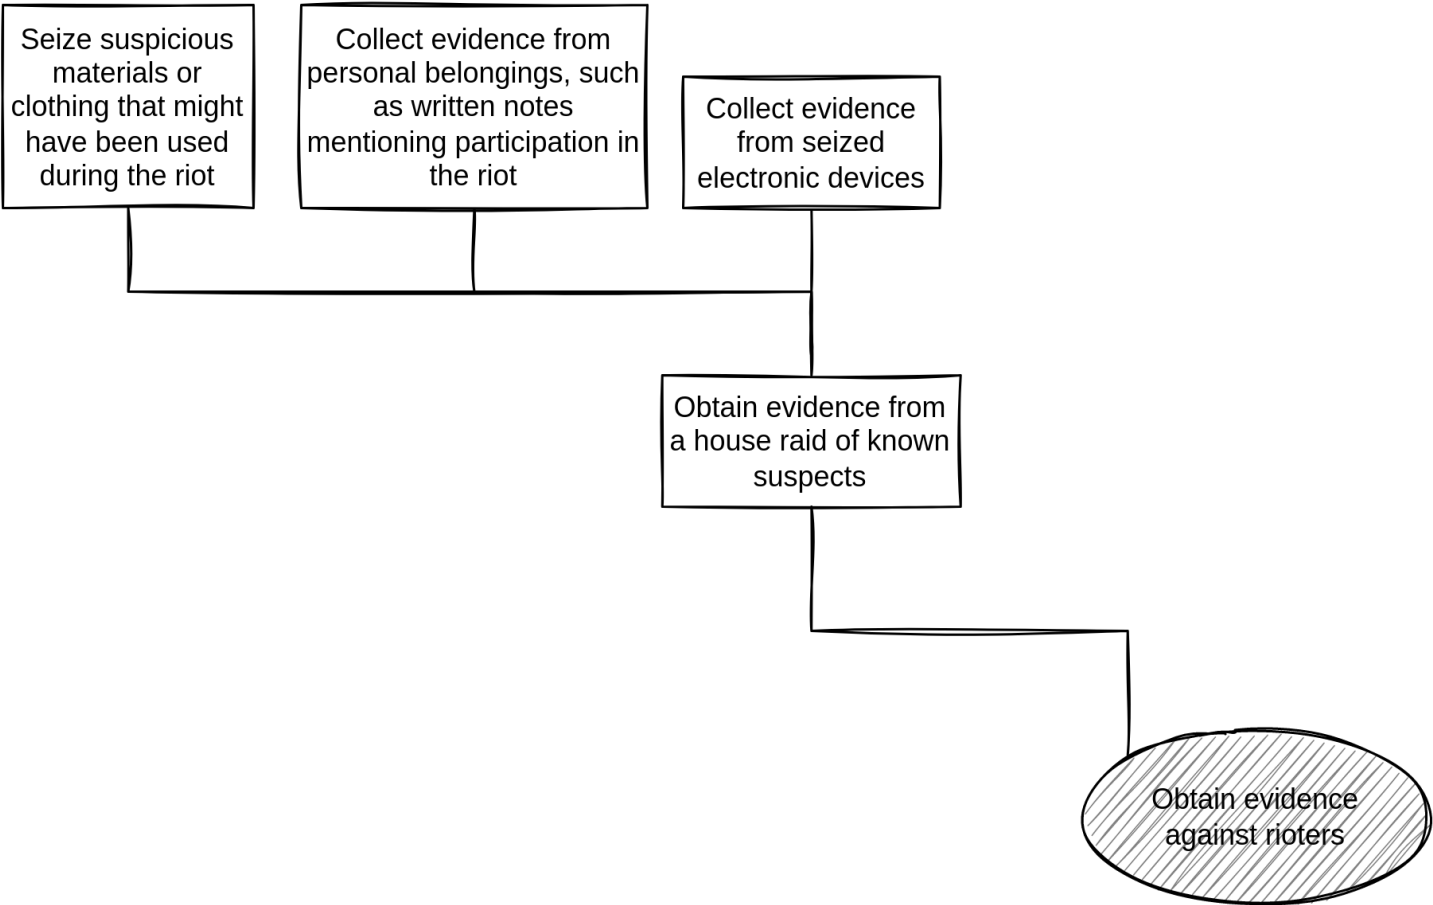 Seize suspicious
materials or
clothing that might
have been used
during the riot
Collect evidence from
personal belongings, such
as written notes
mentioning participation in
the riot
Collect evidence
from seized
electronic devices
Obtain evidence from
a house raid of known
suspects
Obtain evidence
against rioters